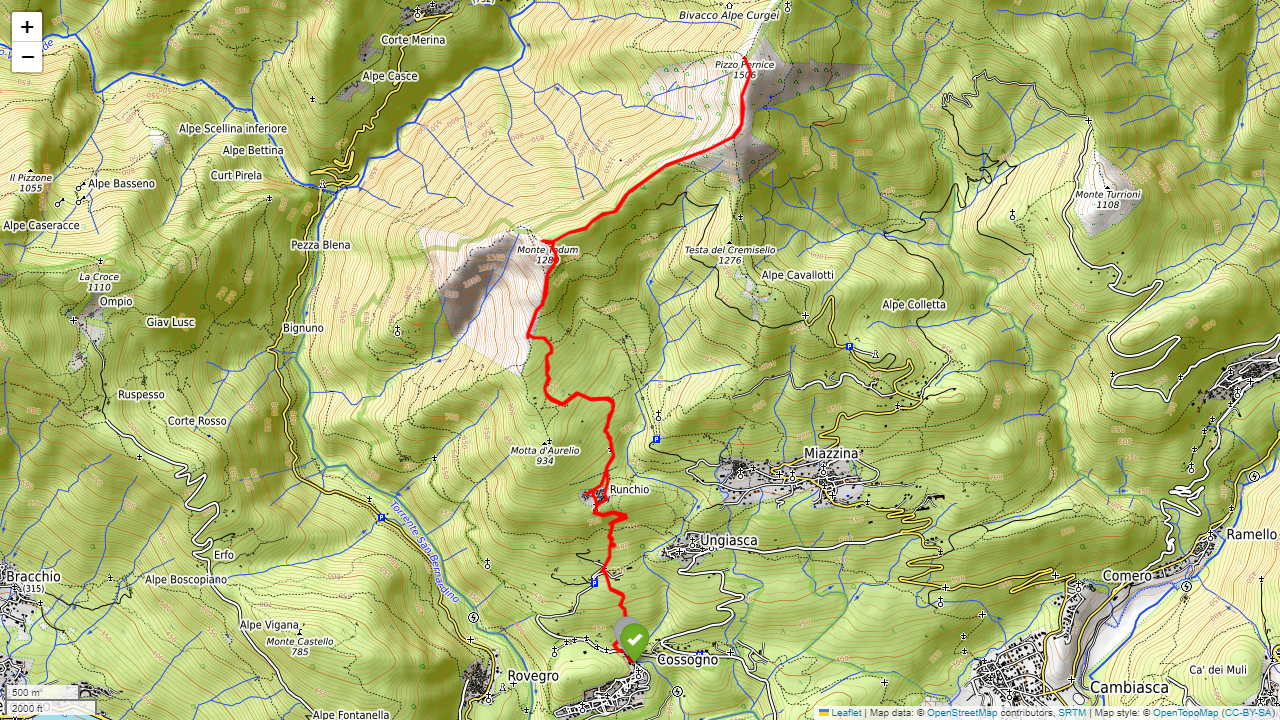 +
−
Bivacco Alpe Curgei
Corte Merina
Pizzo Pernice
1506
Alpe Casce
Alpe Scellina inferiore
Alpe Bettina
Il Pizzone
1055
Alpe Basseno
Curt Pirela
Monte Turrioni
1108
Alpe Caseracce
Pezza Blena
Monte Todum
Testa del Cremisello
1276
La Croce
1110
Ompio
Alpe Cavallotti
Alpe Colletta
Giav Lusc
Bignuno
Ruspesso
Corte Rosso
Motta d'Aurelio
934
Miazzina
Runchio
Torrente San Bernardino
Ungiasca
Ramello
Erfo
Bracchio
(315)
Alpe Boscopiano
Comero
Alpe Vigana
Monte Castello
785
Cossogno
Rovegro
Ca' dei Muli
Cambiasca
Alpe Fontanella
500 m
2000 ft
Leaflet | Map data: © OpenStreetMap contributors, SRTM | Map style: © OpenTopoMap (CC-BY-SA)